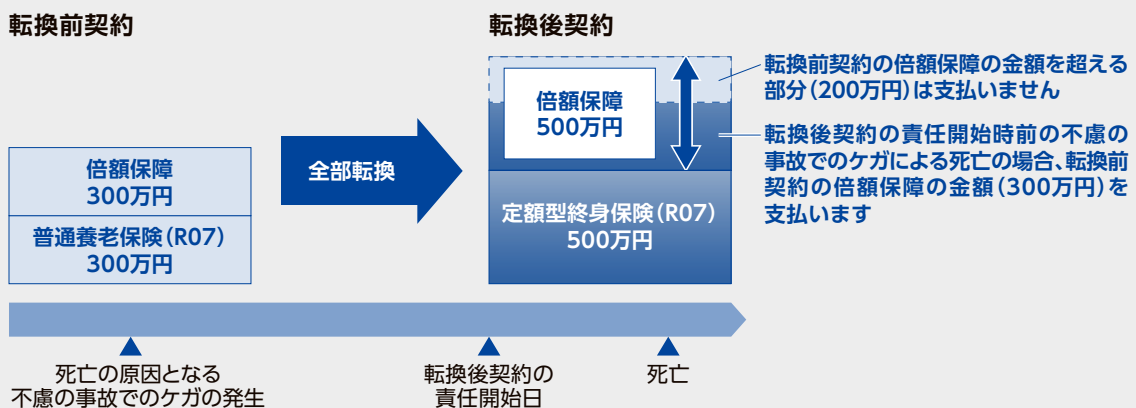 転換前契約
転換後契約
倍額保障
300万円
普通養老保険(R07)
300万円
全部転換
倍額保障
500万円
定額型終身保険(R07)
500万円
転換前契約の倍額保障の金額を超える
部分(200万円)は支払いません
転換後契約の責任開始時前の不慮の
事故でのケガによる死亡の場合、転換前
契約の倍額保障の金額(300万円)を
支払います
死亡の原因となる
不慮の事故でのケガの発生
転換後契約の
責任開始日
死亡